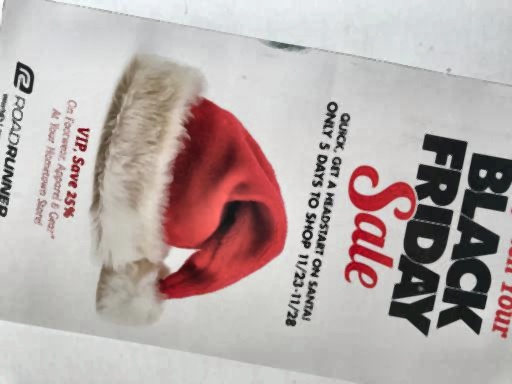 Your
BLACK
FRIDAY
Sale
QUICK, GET A HEADSTART ON SANTA!
ONLY 5 DAYS TO SHOP 11/23-11/28
VIP, Save 25%
On Footwear, Apparel & Gear*
At Your Hometown Store!
ROADRUNNER